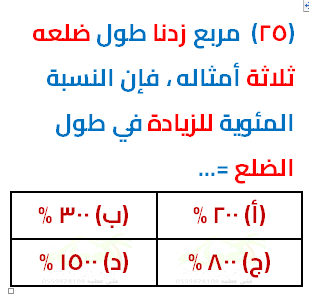 (٢٥) مربع زدنا طول ضلعه
ثلاثة أمثاله ، فإن النسبة
المئوية للزيادة في طول
الضلع =...
(أ) ٢٠٠ % (ب) ٣٠٠ %
(ج) ٨٠٠ % (د) ١٥٠٠ %